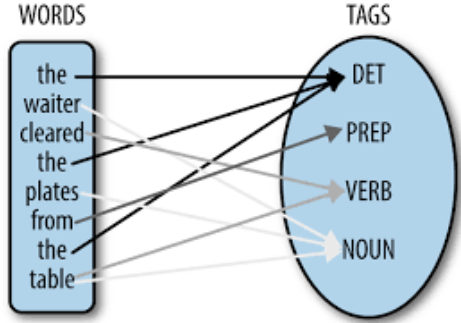 WORDS
the
waiter
cleared
the
plates
from
the
table
TAGS
DET
PREP
VERB
NOUN